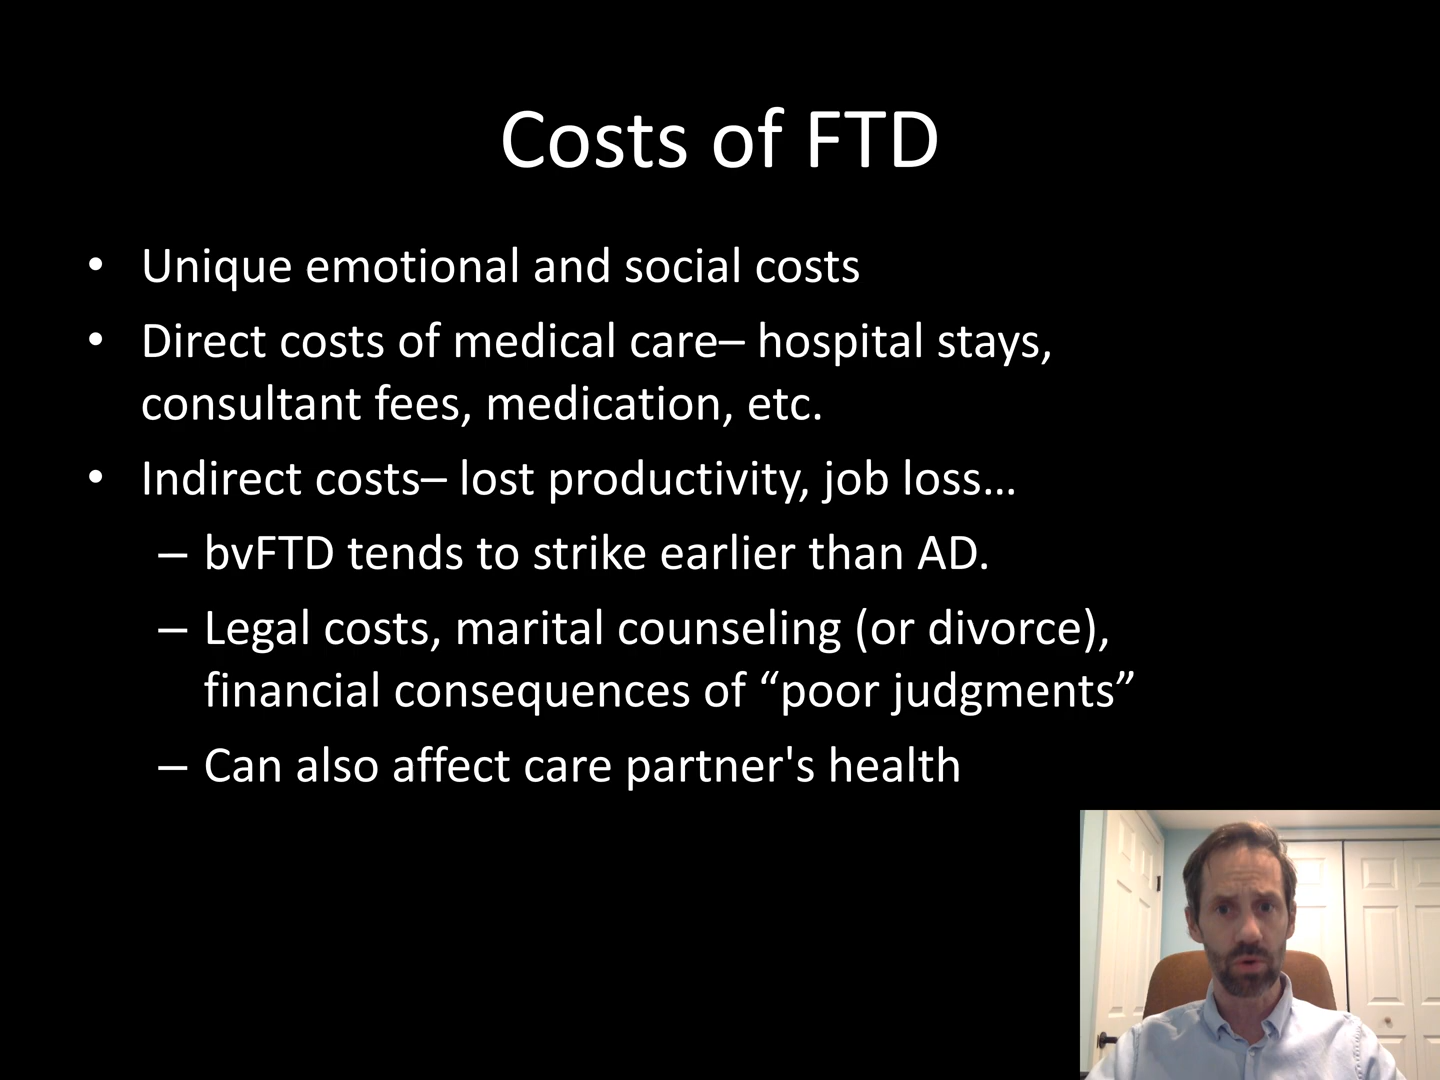 Costs of FTD
• Unique emotional and social costs
• Direct costs of medical care– hospital stays,
consultant fees, medication, etc.
• Indirect costs– lost productivity, job loss…
– bvFTD tends to strike earlier than AD.
– Legal costs, marital counseling (or divorce),
financial consequences of “poor judgments”
– Can also affect care partner's health